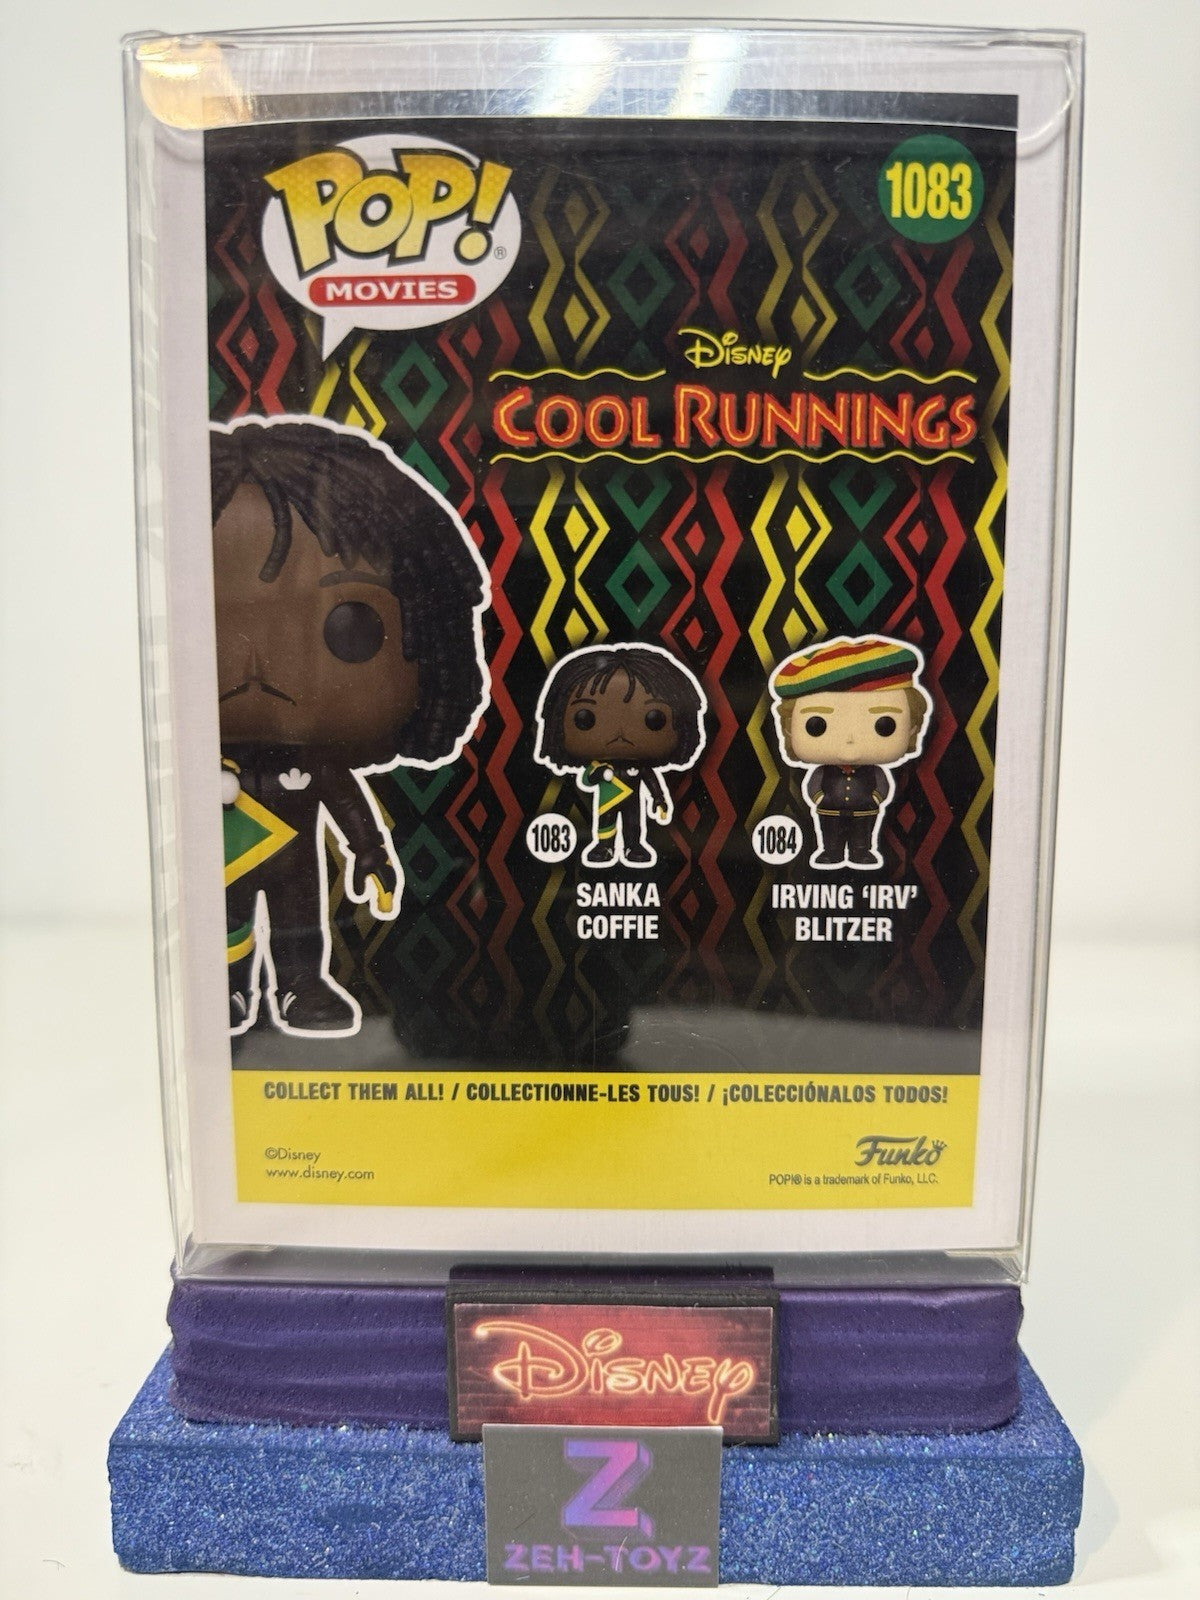 POP!®
MOVIES
1083
Disney
COOL RUNNINGS
1083
SANKA
COFFIE
1084
IRVING ‘IRV’
BLITZER
COLLECT THEM ALL! / COLLECTIONNE-LES TOUS! / ¡COLECCIÓNALOS TODOS!
©Disney
www.disney.com
Funko
POP!® is a trademark of Funko, LLC.
Disney
Z
ZEH-TOYZ